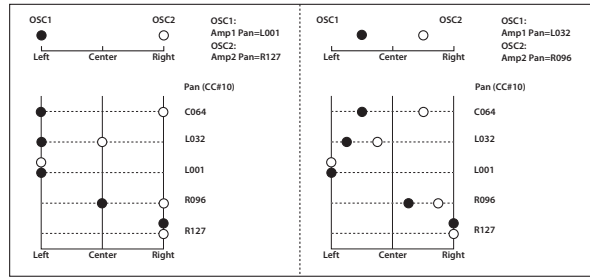 OSC1 OSC2
Left Center Right
OSC1:
Amp1 Pan=L001
OSC2:
Amp2 Pan=R127
Pan (CC#10)
C064
L032
L001
R096
R127
Left Center Right
OSC1 OSC2
Left Center Right
OSC1:
Amp1 Pan=L032
OSC2:
Amp2 Pan=R096
Pan (CC#10)
C064
L032
L001
R096
R127
Left Center Right